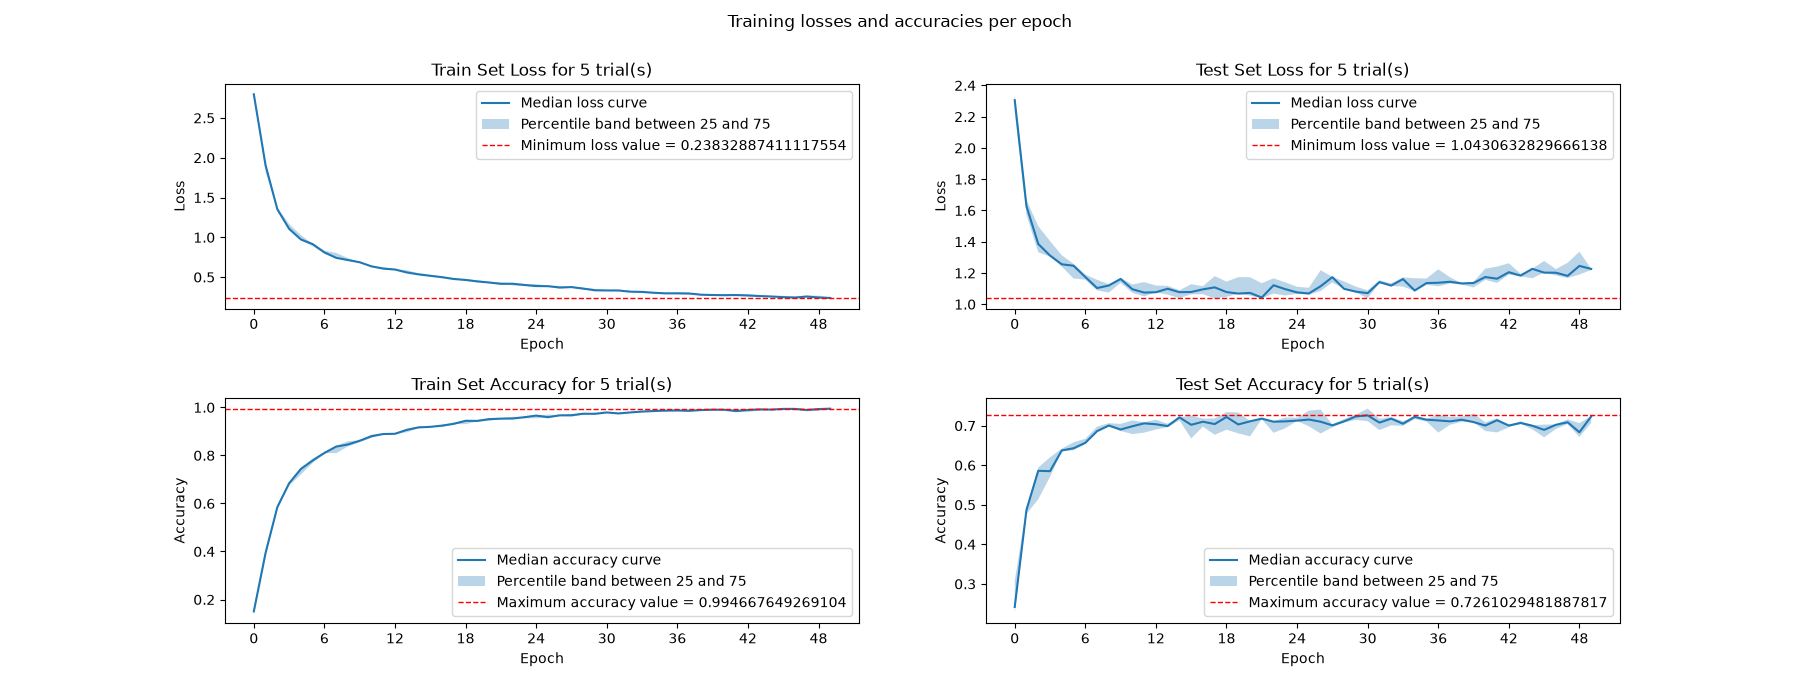 Training losses and accuracies per epoch
Train Set Loss for 5 trial(s)
Loss
2.5
2.0
1.5
1.0
0.5
Median loss curve
Percentile band between 25 and 75
Minimum loss value = 0.23832887411117554
0 6 12 18 24 30 36 42 48
Epoch
Test Set Loss for 5 trial(s)
Loss
2.4
2.2
2.0
1.8
1.6
1.4
1.2
1.0
Median loss curve
Percentile band between 25 and 75
Minimum loss value = 1.0430632829666138
0 6 12 18 24 30 36 42 48
Epoch
Train Set Accuracy for 5 trial(s)
Accuracy
1.0
0.8
0.6
0.4
0.2
Median accuracy curve
Percentile band between 25 and 75
Maximum accuracy value = 0.994667649269104
0 6 12 18 24 30 36 42 48
Epoch
Test Set Accuracy for 5 trial(s)
Accuracy
0.7
0.6
0.5
0.4
0.3
Median accuracy curve
Percentile band between 25 and 75
Maximum accuracy value = 0.7261029481887817
0 6 12 18 24 30 36 42 48
Epoch